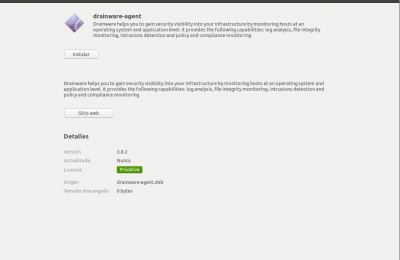 drainware-agent
Drainware helps you to gain security visibility into your infrastructure by monitoring hosts at an
operating system and application level. It provides the following capabilities: log analysis, file integrity
monitoring, intrusions detection and policy and compliance monitoring
Instalar
Drainware helps you to gain security visibility into your infrastructure by monitoring hosts at an operating system and
application level. It provides the following capabilities: log analysis, file integrity monitoring, intrusions detection and
policy and compliance monitoring
Sitio web
Detalles
Versión 3.8.2
Actualizada Nunca
Licencia Privativa
Origen drainware-agent.deb
Tamaño descargado 0 bytes